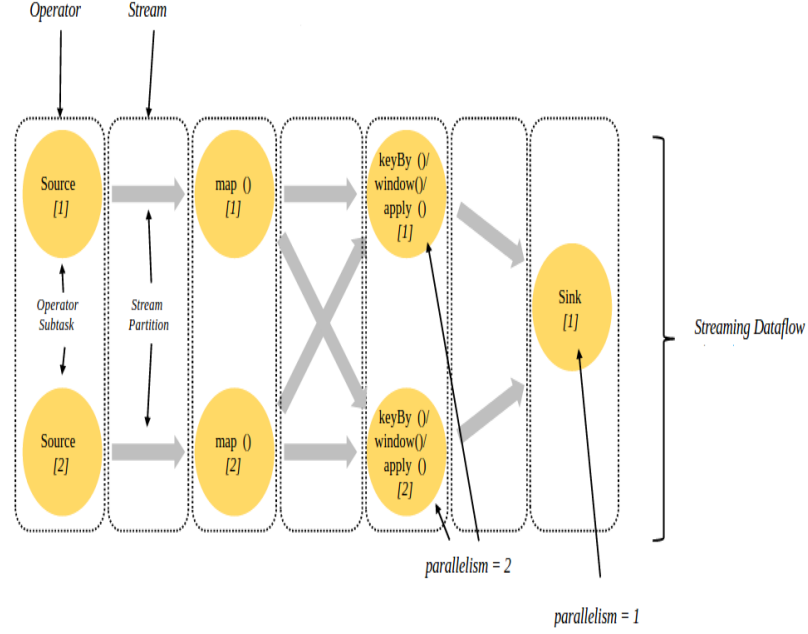 Operator
Stream
Source
[1]
map ()
[1]
keyBy ()/
window()/
apply ()
[1]
Operator
Subtask
Stream
Partition
Sink
[1]
Streaming Dataflow
Source
[2]
map ()
[2]
keyBy ()/
window()/
apply ()
[2]
parallelism = 2
parallelism = 1